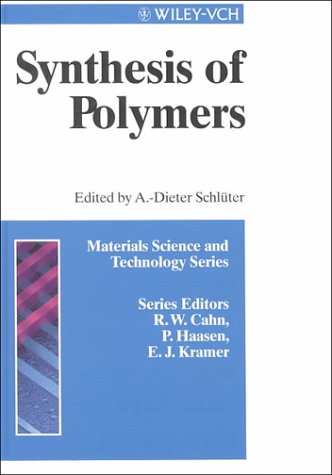 WILEY-VCH
Synthesis of
Polymers
Edited by A.-Dieter Schlüter
Materials Science and
Technology Series
Series Editors
R.W. Cahn,
P. Haasen,
E. J. Kramer